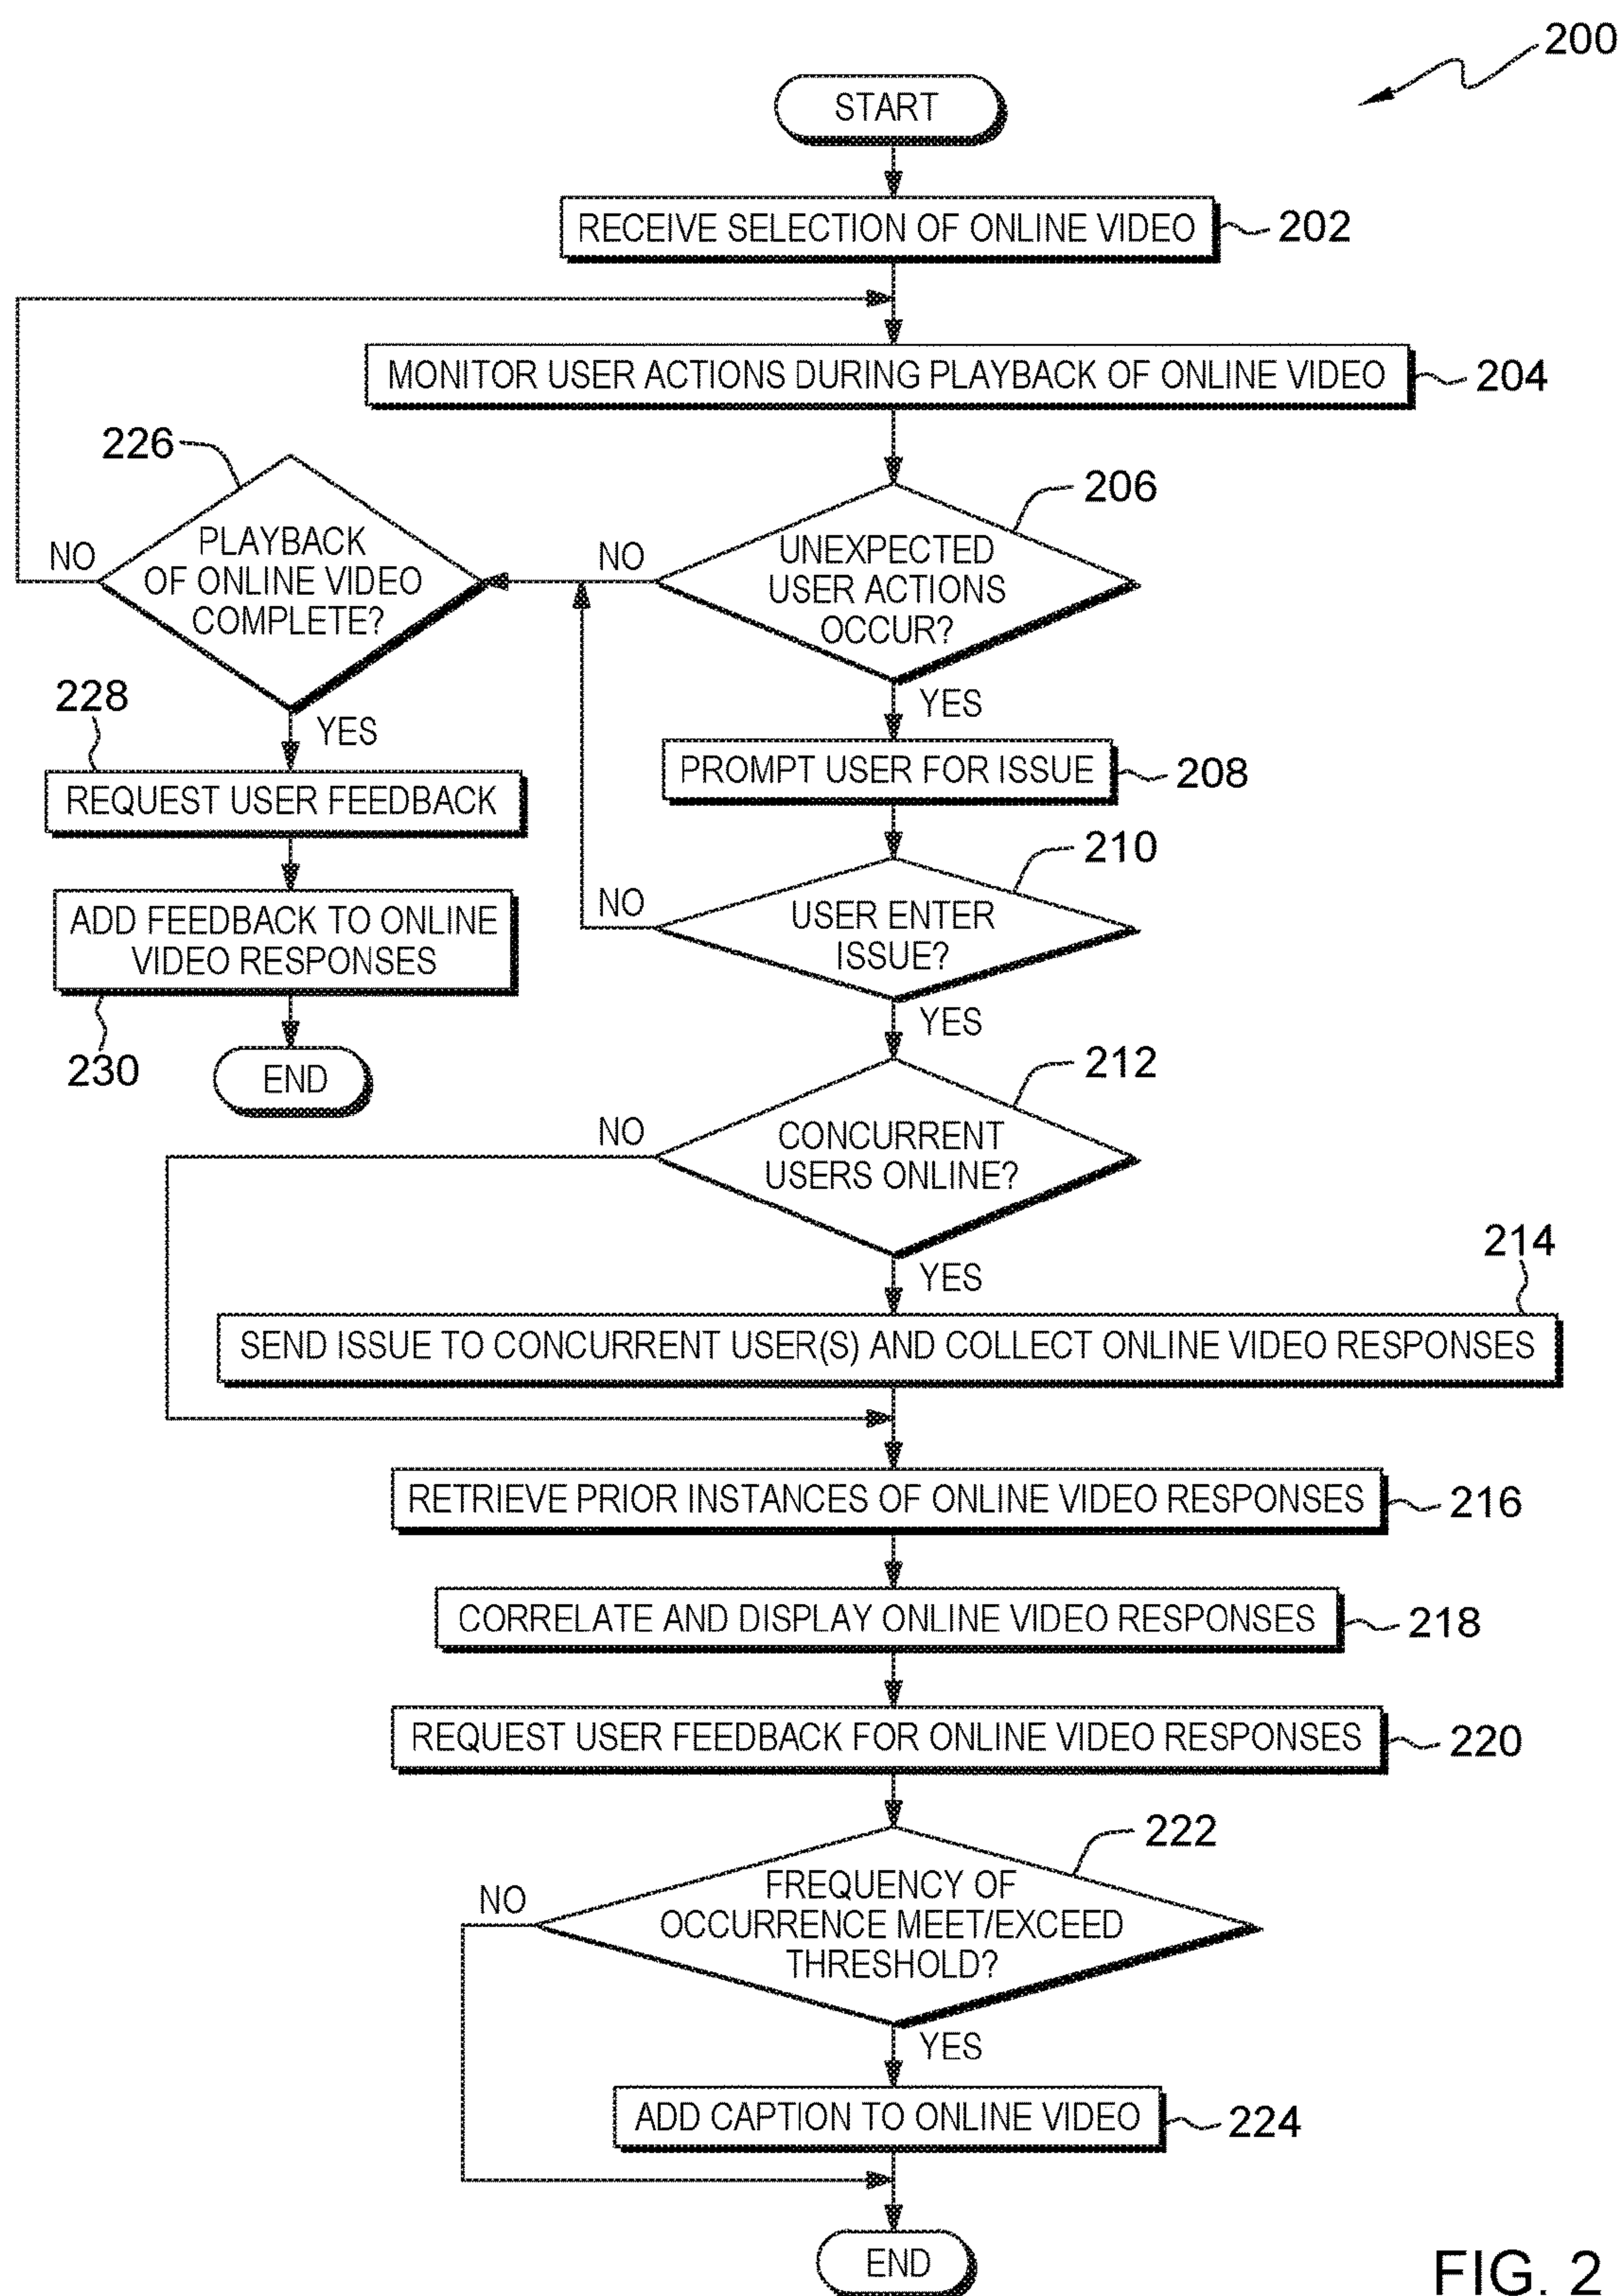 200
START
RECEIVE SELECTION OF ONLINE VIDEO
202
MONITOR USER ACTIONS DURING PLAYBACK OF ONLINE VIDEO
204
226
PLAYBACK
OF ONLINE VIDEO
COMPLETE?
NO
YES
206
UNEXPECTED
USER ACTIONS
OCCUR?
NO
YES
228
REQUEST USER FEEDBACK
PROMPT USER FOR ISSUE
208
ADD FEEDBACK TO ONLINE
VIDEO RESPONSES
230
END
210
USER ENTER
ISSUE?
NO
YES
212
CONCURRENT
USERS ONLINE?
NO
YES
214
SEND ISSUE TO CONCURRENT USER(S) AND COLLECT ONLINE VIDEO RESPONSES
RETRIEVE PRIOR INSTANCES OF ONLINE VIDEO RESPONSES
216
CORRELATE AND DISPLAY ONLINE VIDEO RESPONSES
218
REQUEST USER FEEDBACK FOR ONLINE VIDEO RESPONSES
220
222
FREQUENCY OF
OCCURRENCE MEET/EXCEED
THRESHOLD?
NO
YES
ADD CAPTION TO ONLINE VIDEO
224
END
FIG. 2